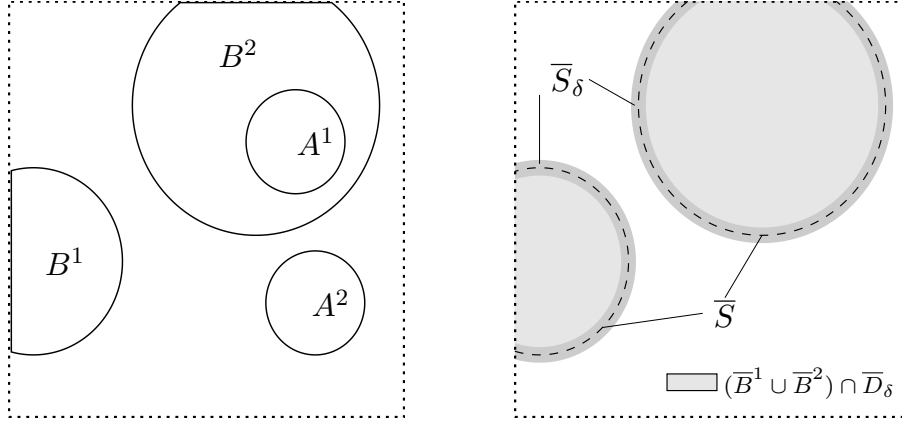 B²
A¹
B¹
A²
S̅_δ
S̅
(B̅¹ ∪ B̅²) ∩ D̅_δ